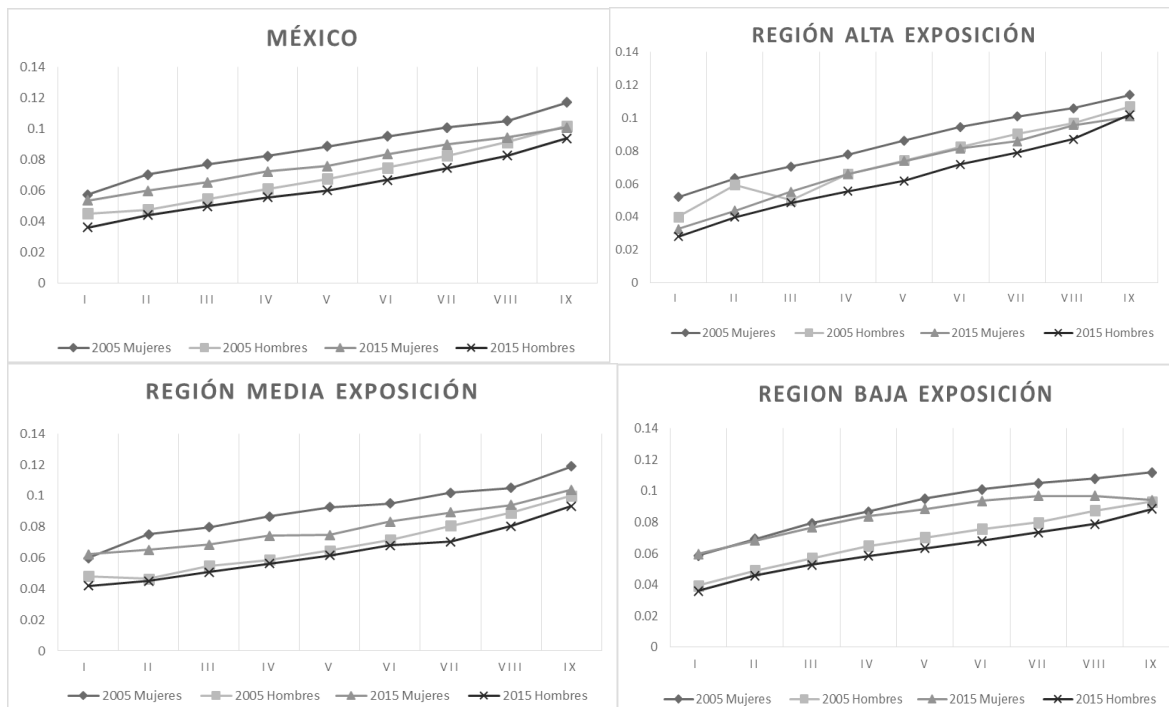 MÉXICO
0.14
0.12
0.1
0.08
0.06
0.04
0.02
0
I II III IV V VI VII VIII IX
2005 Mujeres 2005 Hombres 2015 Mujeres 2015 Hombres
REGIÓN ALTA EXPOSICIÓN
0.14
0.12
0.1
0.08
0.06
0.04
0.02
0
I II III IV V VI VII VIII IX
2005 Mujeres 2005 Hombres 2015 Mujeres 2015 Hombres
REGIÓN MEDIA EXPOSICIÓN
0.14
0.12
0.1
0.08
0.06
0.04
0.02
0
I II III IV V VI VII VIII IX
2005 Mujeres 2005 Hombres 2015 Mujeres 2015 Hombres
REGION BAJA EXPOSICIÓN
0.14
0.12
0.1
0.08
0.06
0.04
0.02
0
I II III IV V VI VII VIII IX
2005 Mujeres 2005 Hombres 2015 Mujeres 2015 Hombres